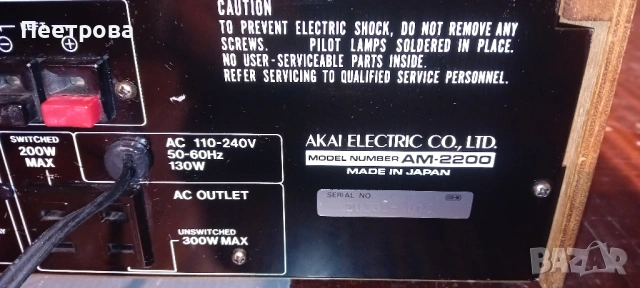 Пеетрова
CAUTION
TO PREVENT ELECTRIC SHOCK, DO NOT REMOVE ANY
SCREWS. PILOT LAMPS SOLDERED IN PLACE.
NO USER-SERVICEABLE PARTS INSIDE.
REFER SERVICING TO QUALIFIED SERVICE PERSONNEL.
SWITCHED
200W
MAX
AC 110-240V
50-60Hz
130W
AC OUTLET
UNSWITCHED
300W MAX
AKAI ELECTRIC CO., LTD.
MODEL NUMBER AM-2200
MADE IN JAPAN
SERIAL NO.
BAZAR